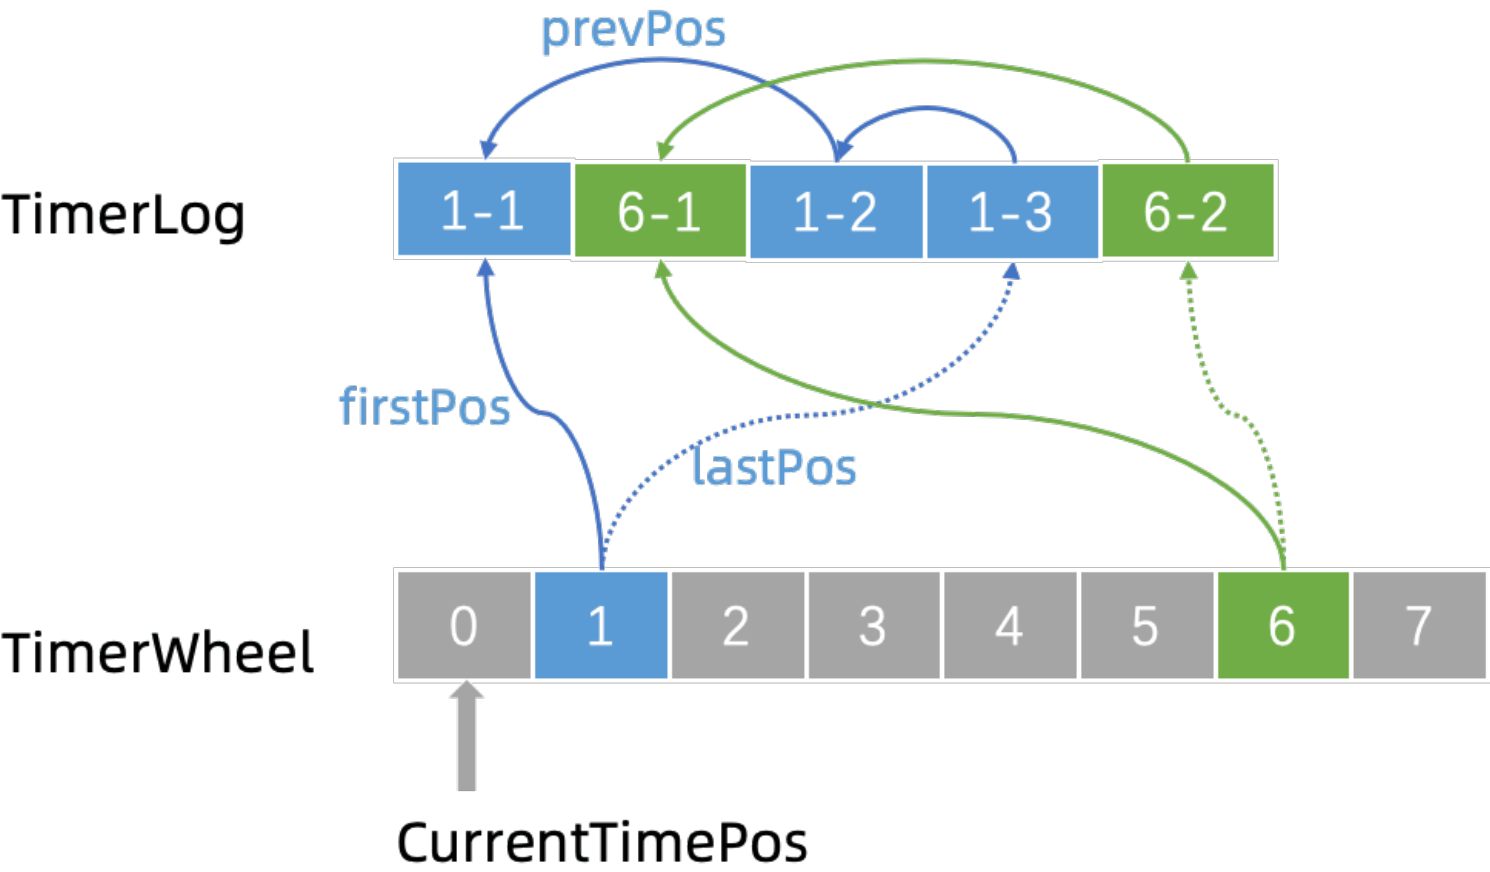 prevPos
TimerLog
1-1 6-1 1-2 1-3 6-2
firstPos
lastPos
TimerWheel
0 1 2 3 4 5 6 7
CurrentTimePos